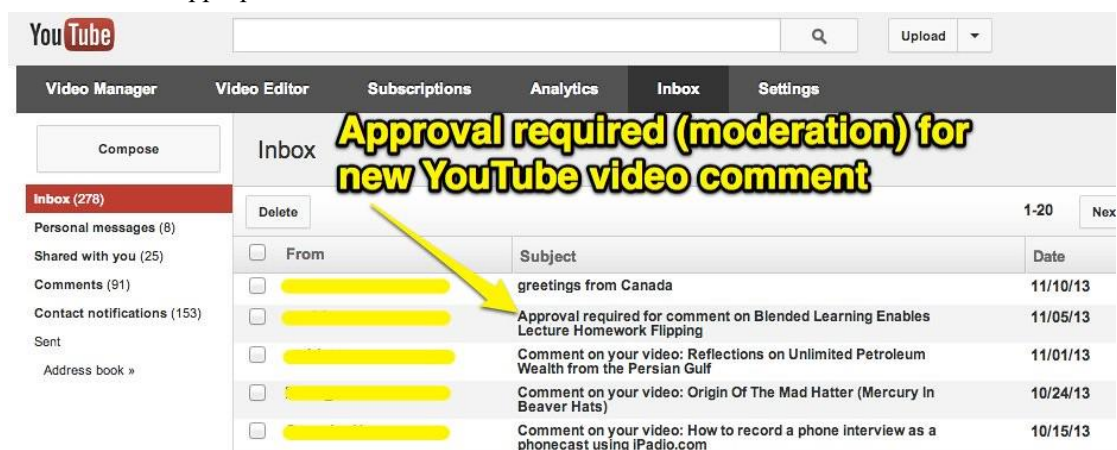 YouTube
Upload
Video Manager Video Editor Subscriptions Analytics Inbox Settings
Approval required (moderation) for
new YouTube video comment
Compose
Inbox
Inbox (278)
Personal messages (8)
Shared with you (25)
Comments (91)
Contact notifications (153)
Sent
Address book »
Delete
1-20 Nex
From Subject Date
greetings from Canada 11/10/13
Approval required for comment on Blended Learning Enables
Lecture Homework Flipping
11/05/13
Comment on your video: Reflections on Unlimited Petroleum
Wealth from the Persian Gulf
11/01/13
Comment on your video: Origin Of The Mad Hatter (Mercury In
Beaver Hats)
10/24/13
Comment on your video: How to record a phone interview as a
phonecast using iPadio.com
10/15/13